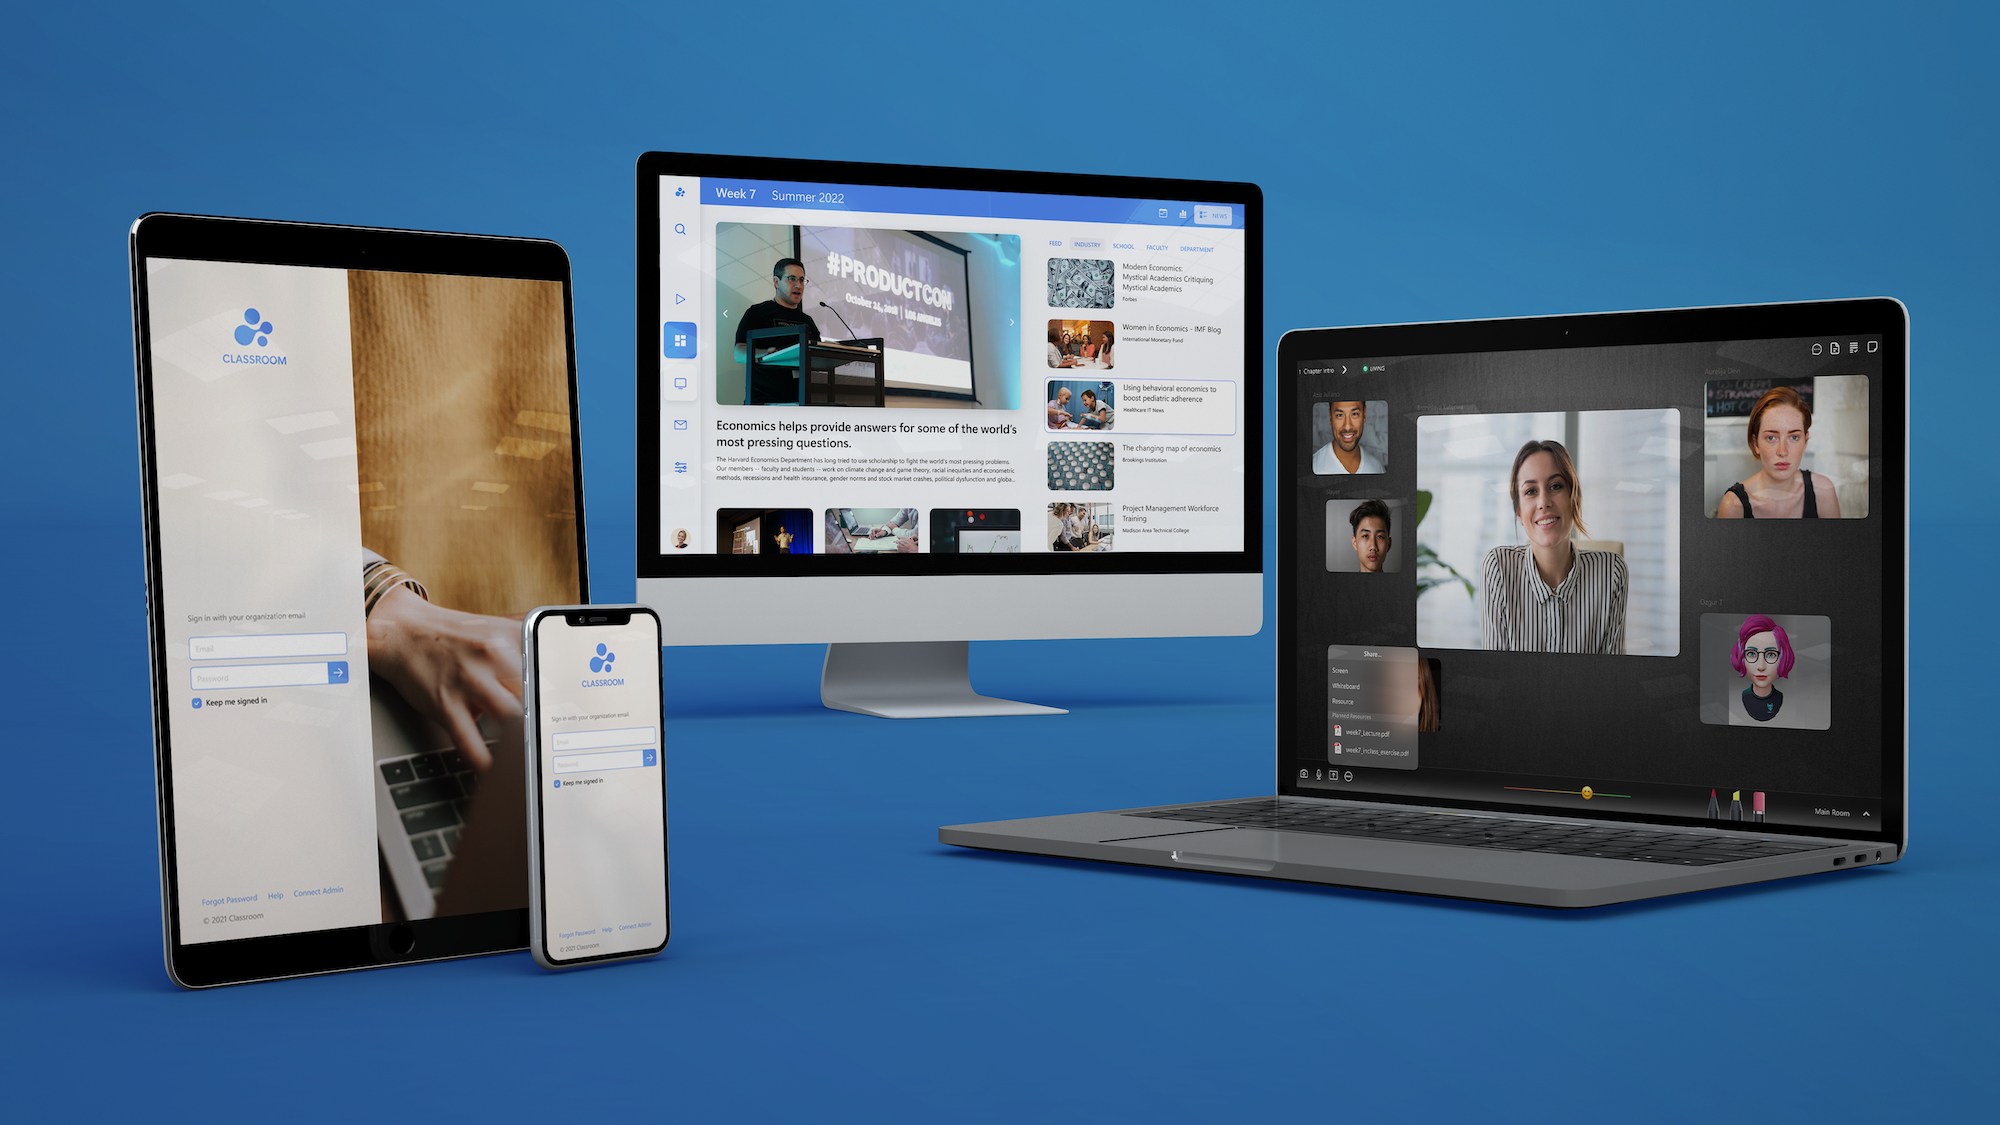 CLASSROOM
Sign in with your organization email
Email
Password
Keep me signed in
Forgot Password Help Connect Admin
© 2021 Classroom
CLASSROOM
Sign in with your organization email
Email
Password
Keep me signed in
Forgot Password Help Connect Admin
© 2021 Classroom
Week 7 Summer 2022
NEWS
#PRODUCTCON
October 24, 2018 | LOS ANGELES
Economics helps provide answers for some of the world's
most pressing questions.
The Harvard Economics Department has long tried to use scholarship to fight the world's most pressing problems.
Our members -- faculty and students -- work on climate change and game theory, racial inequities and econometric
methods, recessions and health insurance, gender norms and stock market crashes, political dysfunction and globa...
FEED INDUSTRY SCHOOL FACULTY DEPARTMENT
Modern Economics:
Mystical Academics Critiquing
Mystical Academics
Forbes
Women in Economics - IMF Blog
International Monetary Fund
Using behavioral economics to
boost pediatric adherence
Healthcare IT News
The changing map of economics
Brookings Institution
Project Management Workforce
Training
Madison Area Technical College
1 Chapter Intro
LIVING
Ozgur T
Share...
Screen
Whiteboard
Resource
Planned Resources
week7_Lecture.pdf
week7_inclass_exercise.pdf
Main Room